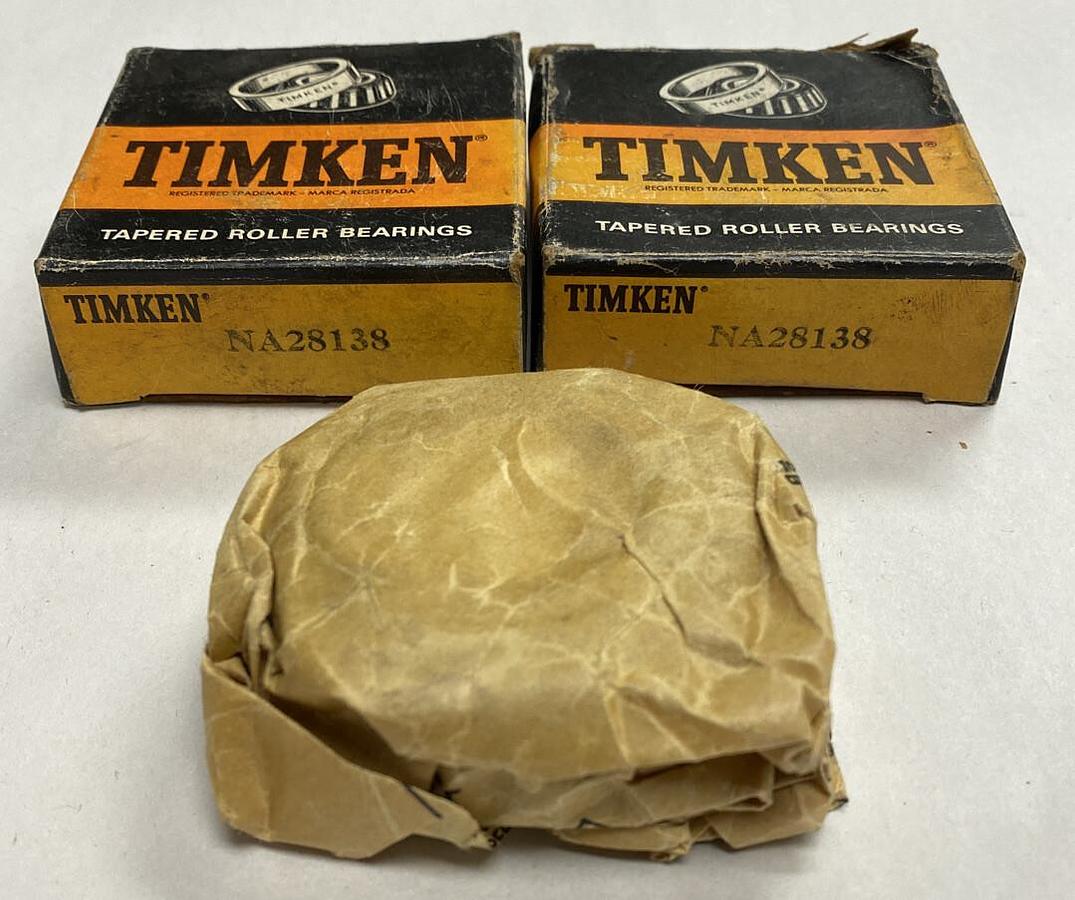 TIMKEN®
TIMKEN®
REGISTERED TRADEMARK – MARCA REGISTRADA
TAPERED ROLLER BEARINGS
TIMKEN®
NA28138
TIMKEN®
TIMKEN®
REGISTERED TRADEMARK – MARCA REGISTRADA
TAPERED ROLLER BEARINGS
TIMKEN®
NA28138